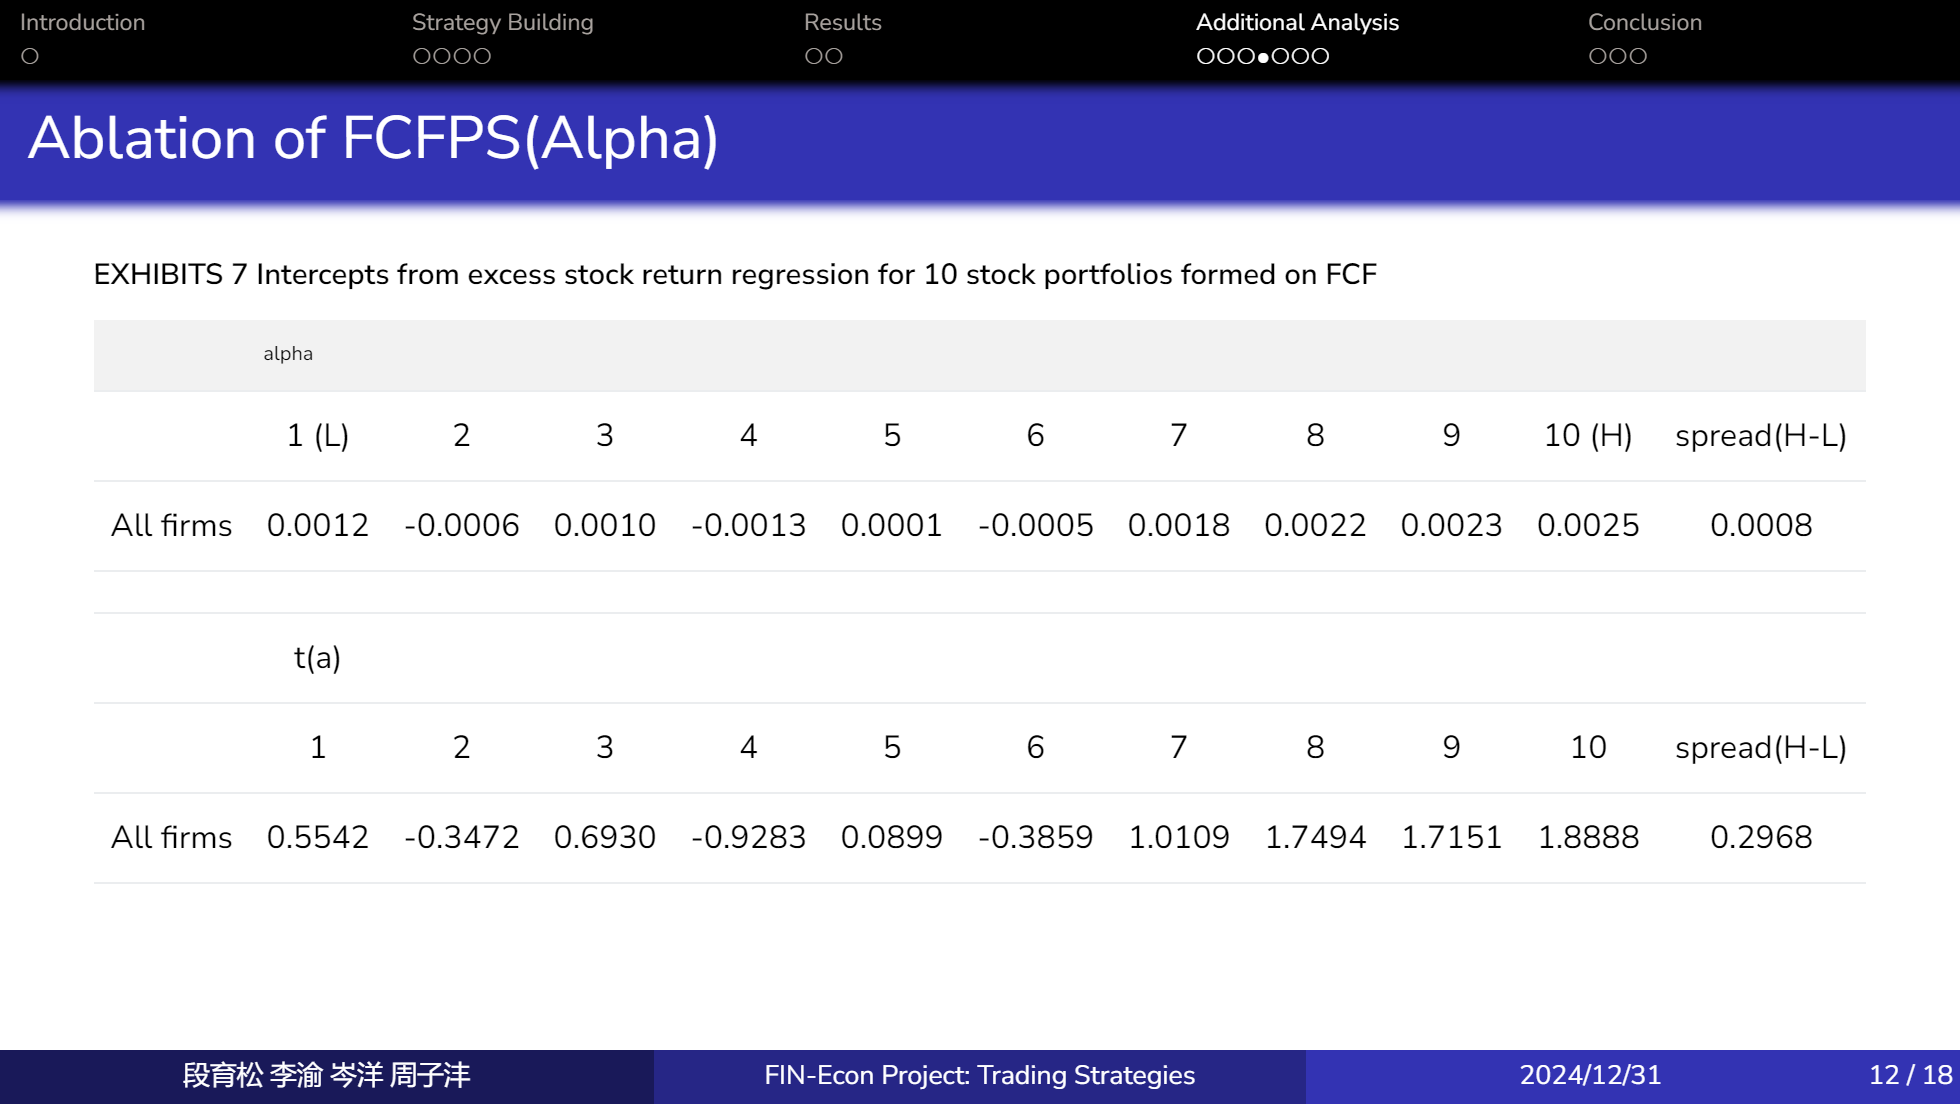 Introduction Strategy Building Results Additional Analysis Conclusion
Ablation of FCFPS(Alpha)
EXHIBITS 7 Intercepts from excess stock return regression for 10 stock portfolios formed on FCF
alpha
1 (L) 2 3 4 5 6 7 8 9 10 (H) spread(H-L)
All firms 0.0012 -0.0006 0.0010 -0.0013 0.0001 -0.0005 0.0018 0.0022 0.0023 0.0025 0.0008
t(a)
1 2 3 4 5 6 7 8 9 10 spread(H-L)
All firms 0.5542 -0.3472 0.6930 -0.9283 0.0899 -0.3859 1.0109 1.7494 1.7151 1.8888 0.2968
段育松 李渝 岑洋 周子沣 FIN-Econ Project: Trading Strategies 2024/12/31 12 / 18